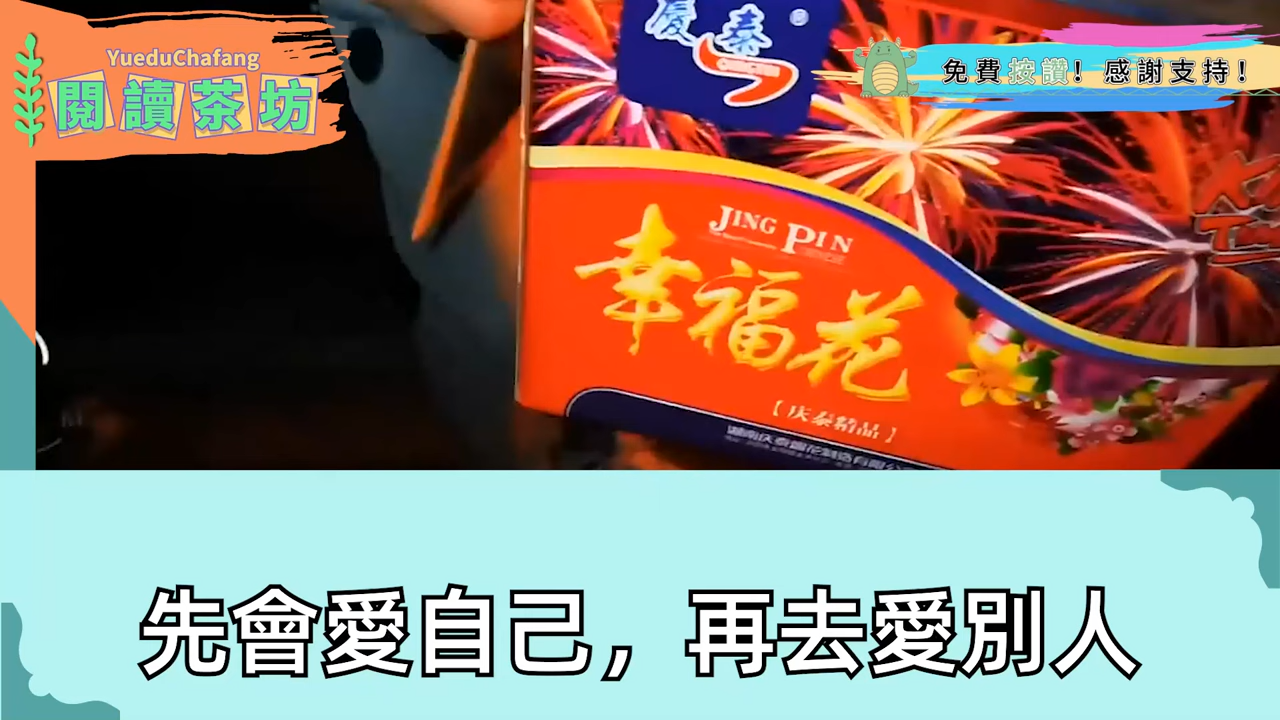 YueduChafang
閱讀茶坊
免費按讚!感謝支持!
慶泰
®
JING PIN
幸福花
【庆泰精品】
先會愛自己，再去愛別人